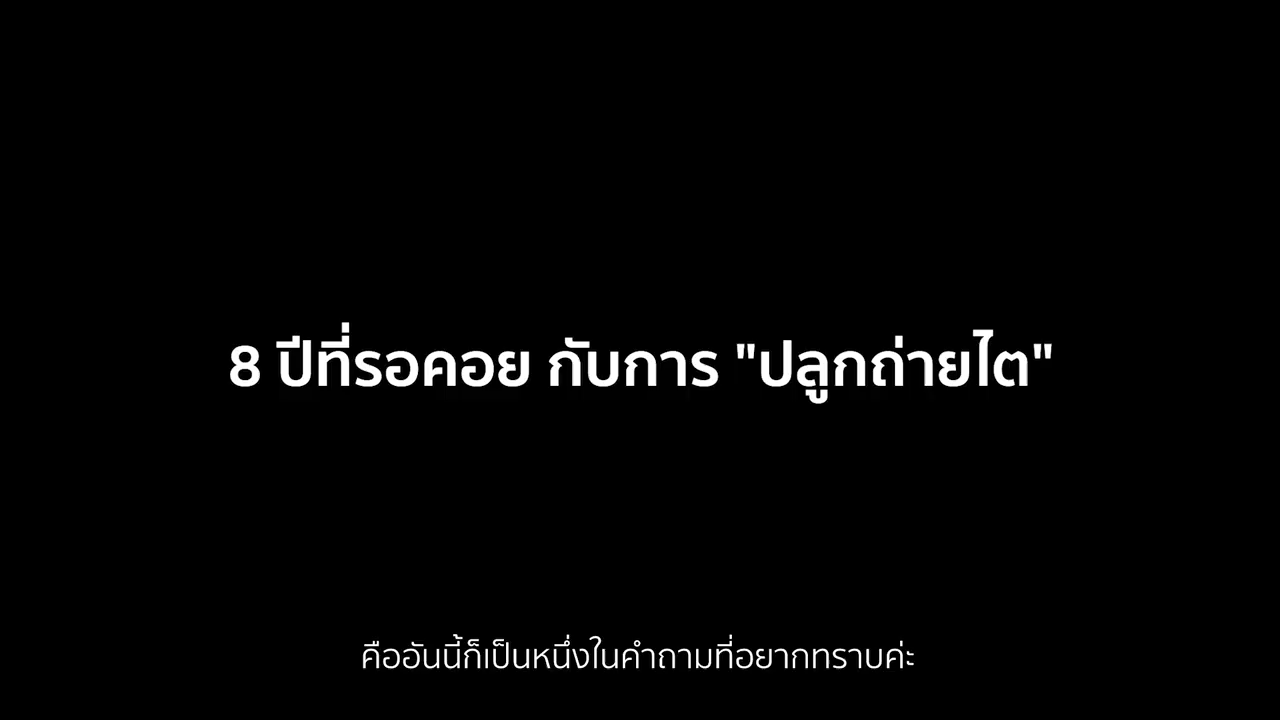 8 ปีที่รอคอย กับการ "ปลูกถ่ายไต"
คืออันนี้ก็เป็นหนึ่งในคำถามที่อยากทราบค่ะ